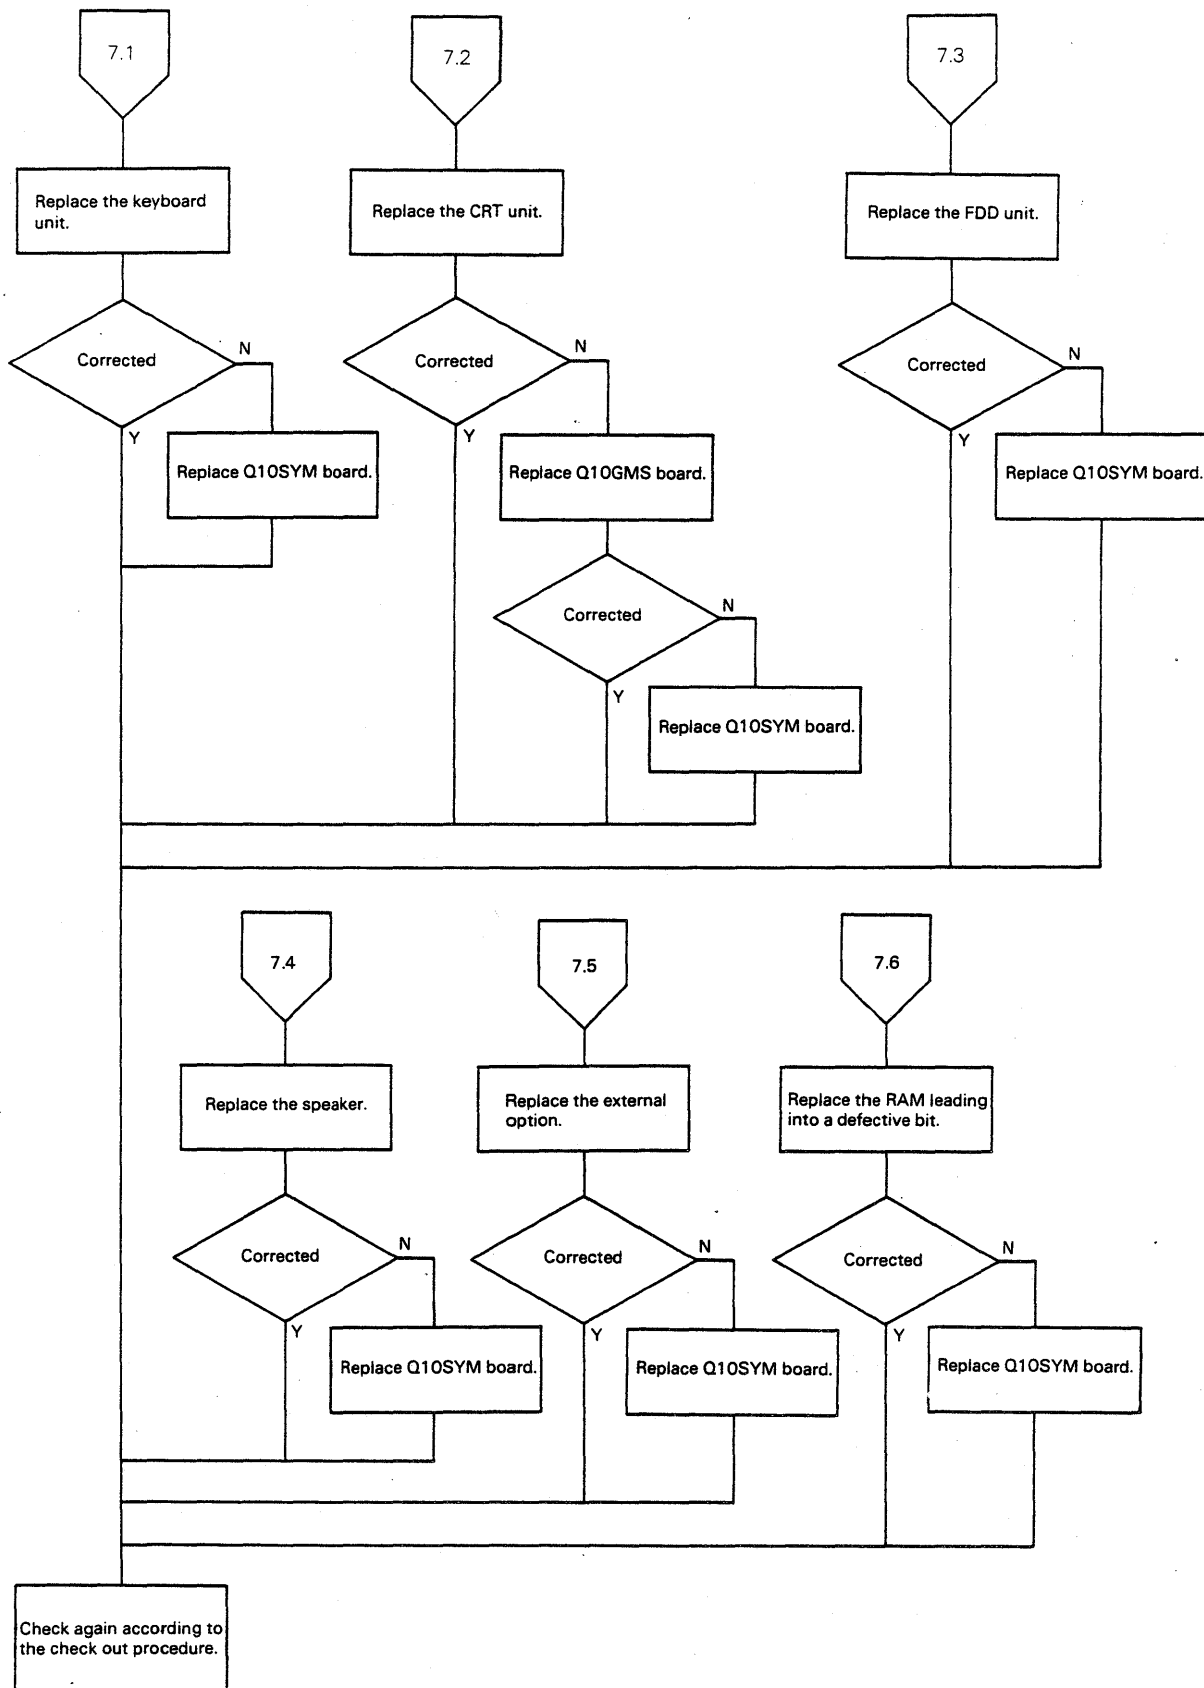 7.1
7.2
7.3
Replace the keyboard
unit.
Replace the CRT unit.
Replace the FDD unit.
Corrected
N
Y
Corrected
N
Y
Corrected
N
Y
Replace Q10SYM board.
Replace Q10GMS board.
Replace Q10SYM board.
Corrected
N
Y
Replace Q10SYM board.
7.4
7.5
7.6
Replace the speaker.
Replace the external
option.
Replace the RAM leading
into a defective bit.
Corrected
N
Y
Corrected
N
Y
Corrected
N
Y
Replace Q10SYM board.
Replace Q10SYM board.
Replace Q10SYM board.
Check again according to
the check out procedure.